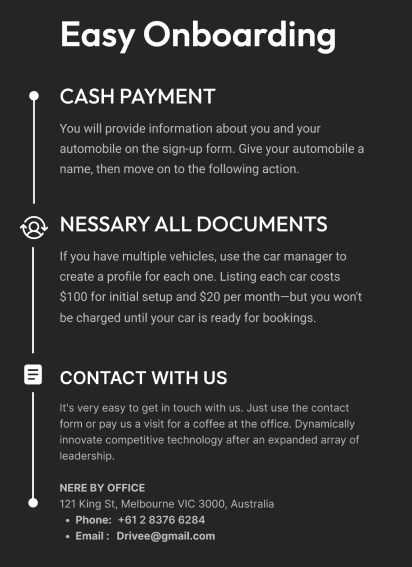 Easy Onboarding
CASH PAYMENT
You will provide information about you and your
automobile on the sign-up form. Give your automobile a
name, then move on to the following action.
NESSARY ALL DOCUMENTS
If you have multiple vehicles, use the car manager to
create a profile for each one. Listing each car costs
$100 for initial setup and $20 per month—but you won't
be charged until your car is ready for bookings.
CONTACT WITH US
It's very easy to get in touch with us. Just use the contact
form or pay us a visit for a coffee at the office. Dynamically
innovate competitive technology after an expanded array of
leadership.
NERE BY OFFICE
121 King St, Melbourne VIC 3000, Australia
• Phone: +61 2 8376 6284
• Email : Drivee@gmail.com